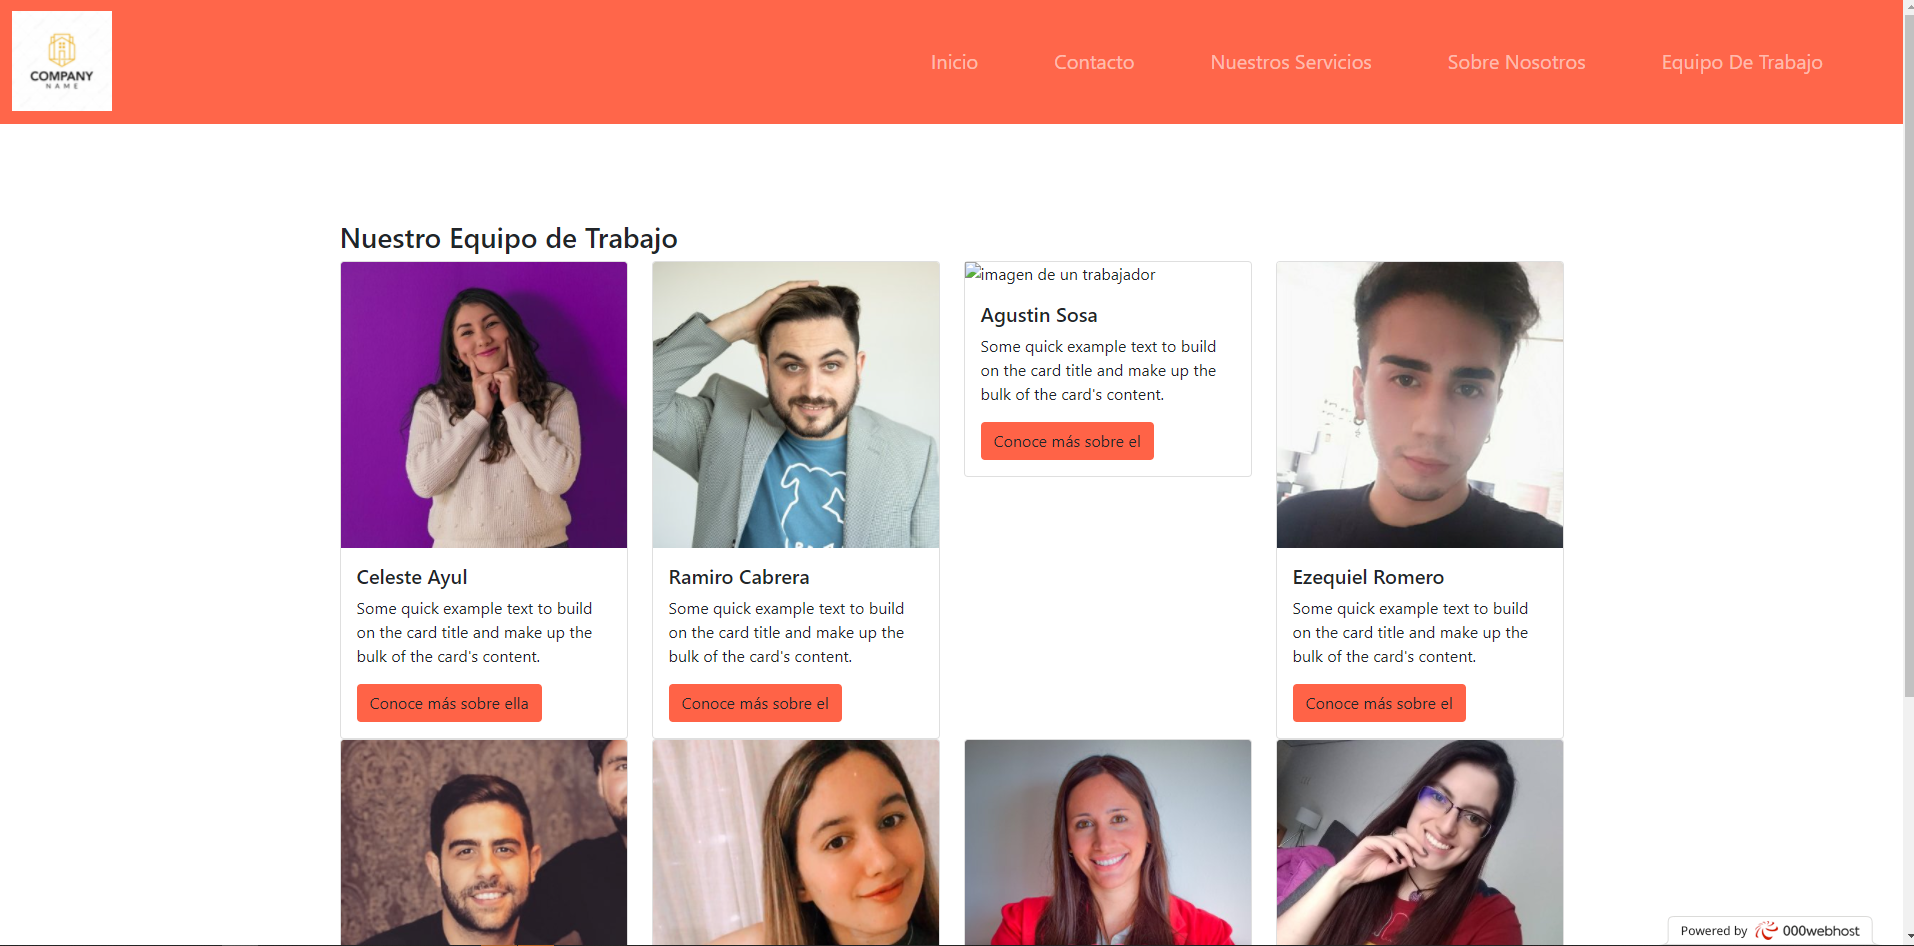 COMPANY
NAME
Inicio
Contacto
Nuestros Servicios
Sobre Nosotros
Equipo De Trabajo
Nuestro Equipo de Trabajo
Celeste Ayul
Some quick example text to build
on the card title and make up the
bulk of the card's content.
Conoce más sobre ella
Ramiro Cabrera
Some quick example text to build
on the card title and make up the
bulk of the card's content.
Conoce más sobre el
imagen de un trabajador
Agustin Sosa
Some quick example text to build
on the card title and make up the
bulk of the card's content.
Conoce más sobre el
Ezequiel Romero
Some quick example text to build
on the card title and make up the
bulk of the card's content.
Conoce más sobre el
Powered by 000webhost